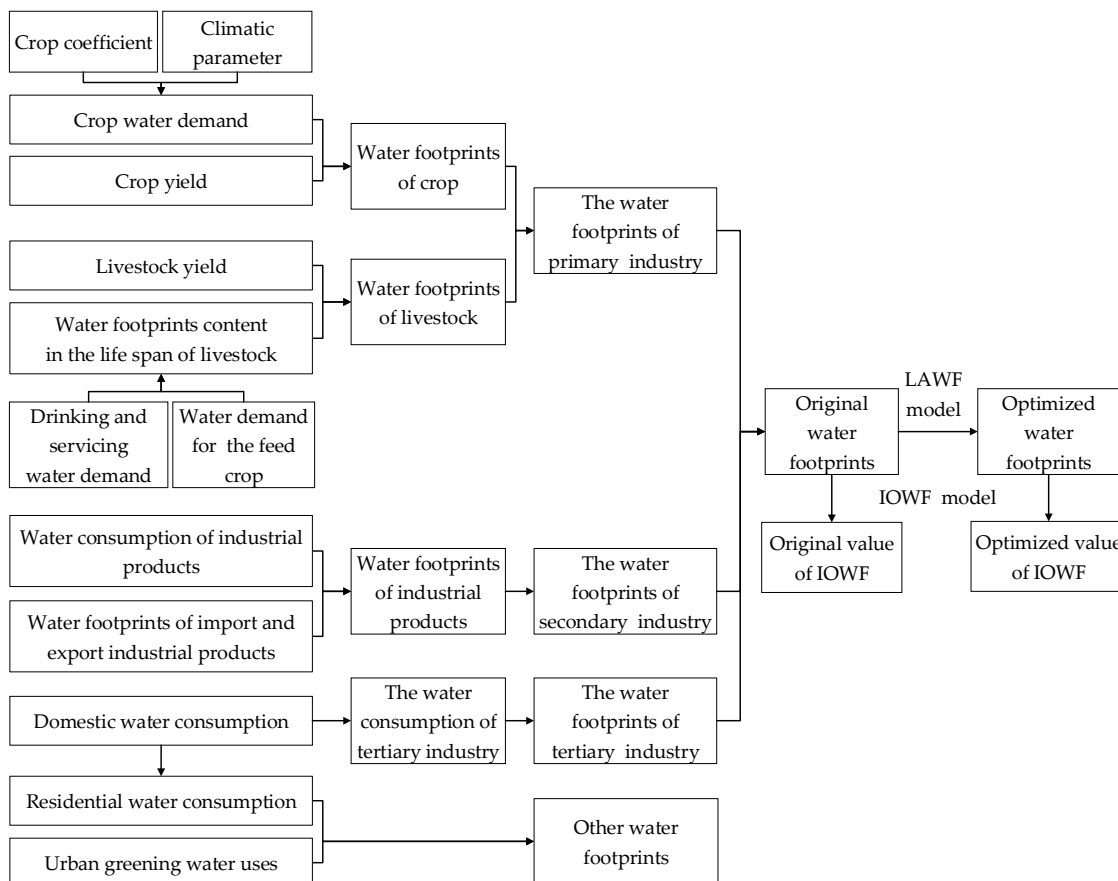 Crop coefficient
Climatic
parameter
Crop water demand
Crop yield
Water footprints
of crop
The water
footprints of
primary industry
Livestock yield
Water footprints content
in the life span of livestock
Water footprints
of livestock
Drinking and
servicing
water demand
Water demand
for the feed
crop
Original
water
footprints
LAWF
model
Optimized
water
footprints
IOWF model
Original value
of IOWF
Optimized value
of IOWF
Water consumption of industrial
products
Water footprints of import and
export industrial products
Water footprints
of industrial
products
The water
footprints of
secondary industry
Domestic water consumption
The water
consumption of
tertiary industry
The water
footprints of
tertiary industry
Residential water consumption
Urban greening water uses
Other water
footprints